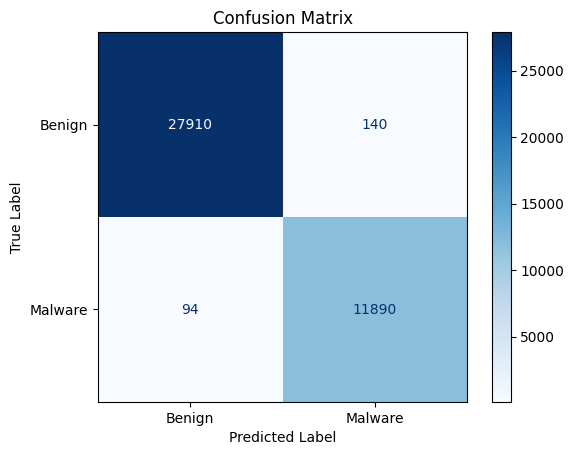 Confusion Matrix
Benign
27910
140
Malware
94
11890
Benign
Malware
Predicted Label
True Label
25000
20000
15000
10000
5000